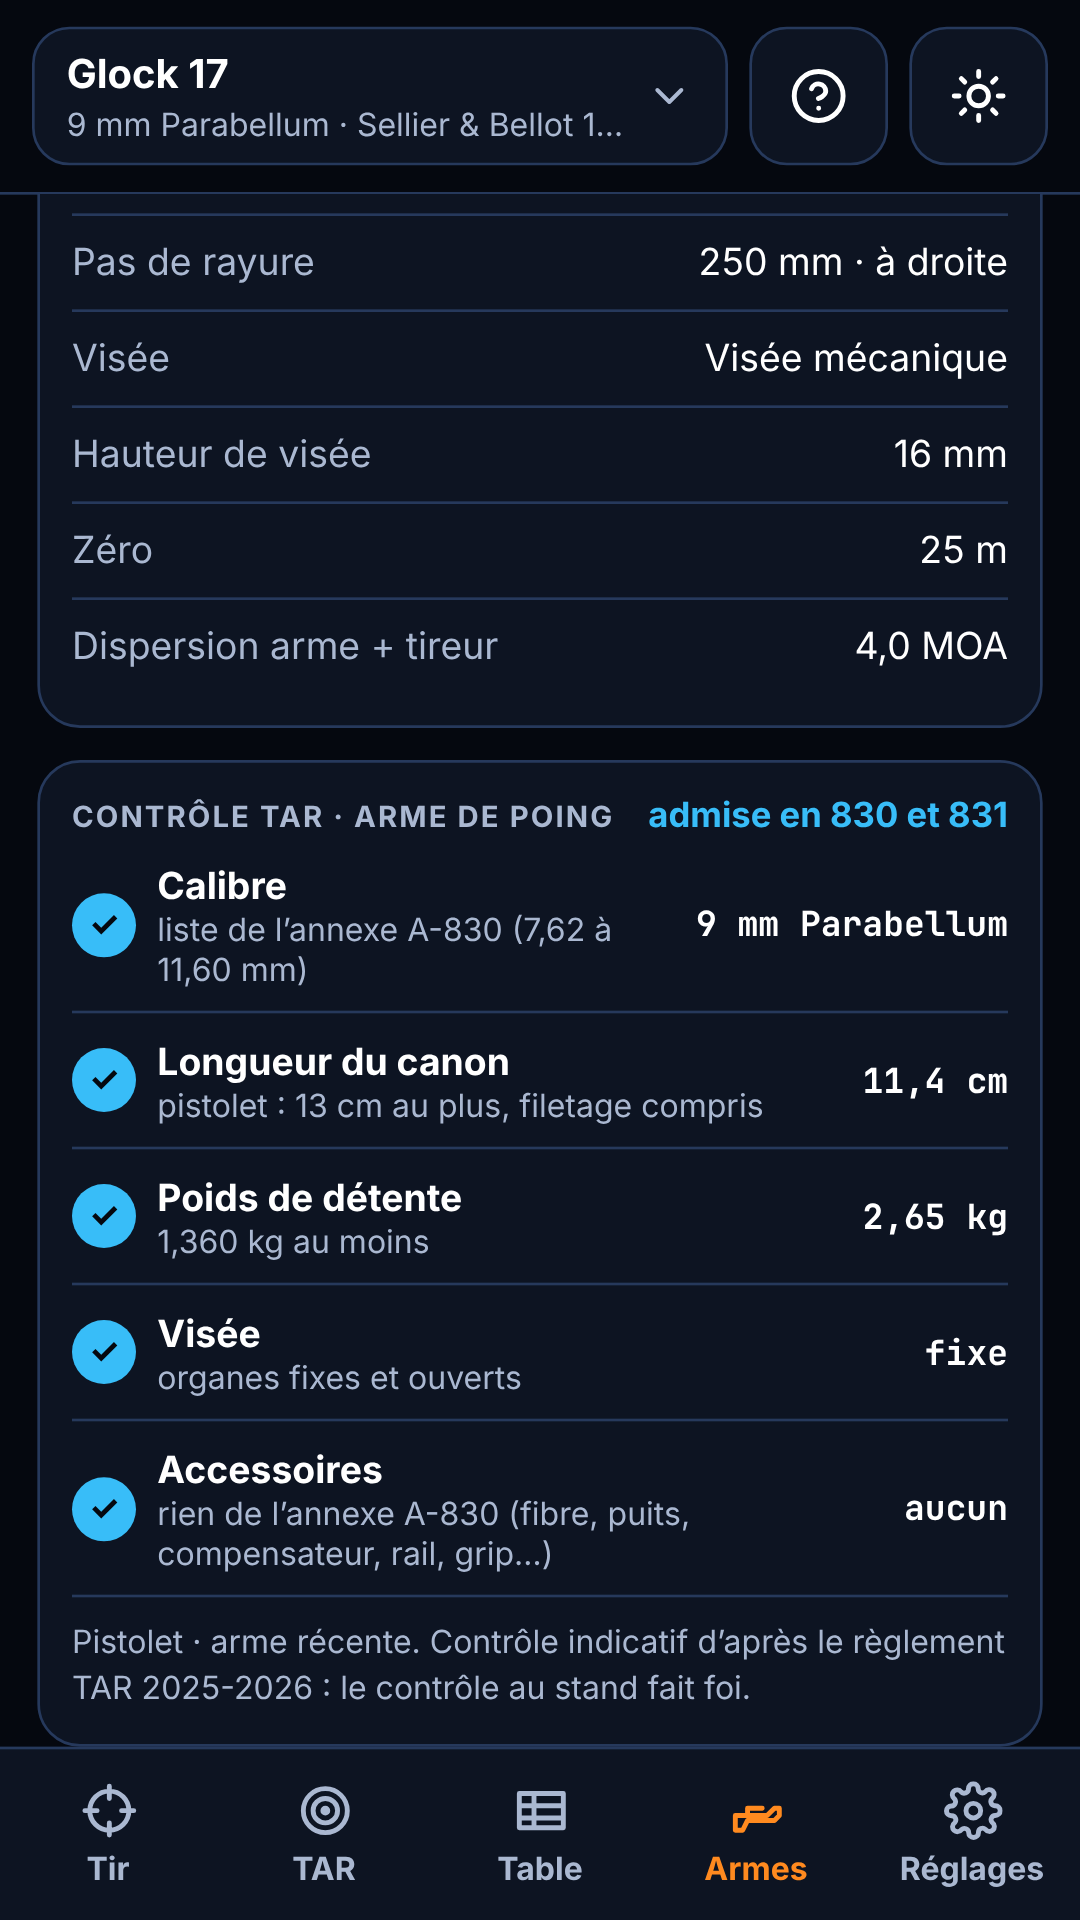 Glock 17
9 mm Parabellum · Sellier & Bellot 1...
Pas de rayure
250 mm · à droite
Visée
Visée mécanique
Hauteur de visée
16 mm
Zéro
25 m
Dispersion arme + tireur
4,0 MOA
CONTRÔLE TAR · ARME DE POING
admise en 830 et 831
Calibre
liste de l’annexe A-830 (7,62 à
11,60 mm)
9 mm Parabellum
Longueur du canon
pistolet : 13 cm au plus, filetage compris
11,4 cm
Poids de détente
1,360 kg au moins
2,65 kg
Visée
organes fixes et ouverts
fixe
Accessoires
rien de l’annexe A-830 (fibre, puits,
compensateur, rail, grip...)
aucun
Pistolet · arme récente. Contrôle indicatif d’après le règlement
TAR 2025-2026 : le contrôle au stand fait foi.
Tir
TAR
Table
Armes
Réglages